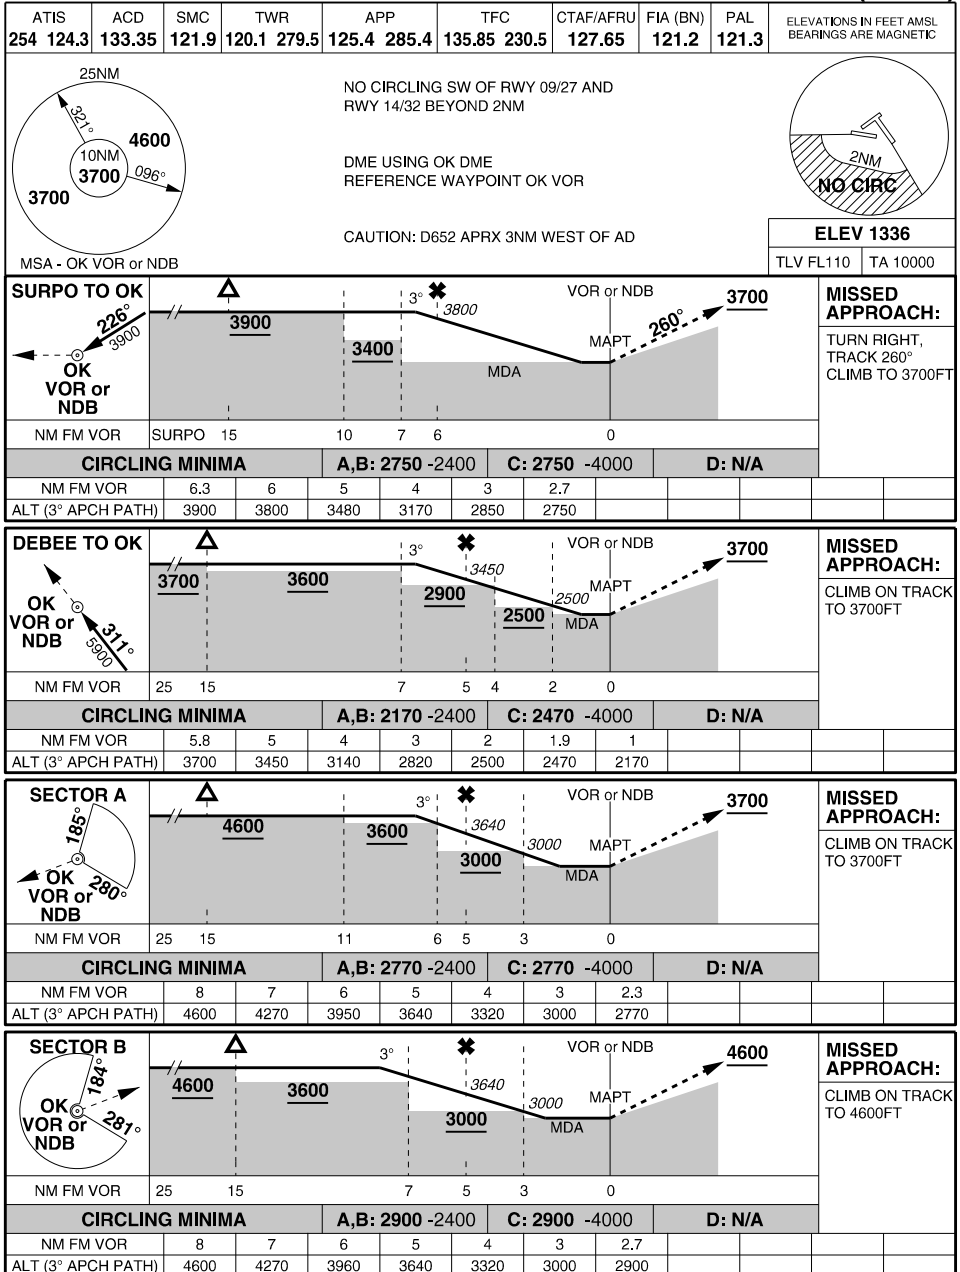 ATIS ACD SMC TWR APP TFC CTAF/AFRU FIA (BN) PAL
254 124.3 133.35 121.9 120.1 279.5 125.4 285.4 135.85 230.5 127.65 121.2 121.3
ELEVATIONS IN FEET AMSL
BEARINGS ARE MAGNETIC
25NM
321°
4600
10NM
3700
096°
3700
MSA - OK VOR or NDB
NO CIRCLING SW OF RWY 09/27 AND
RWY 14/32 BEYOND 2NM
DME USING OK DME
REFERENCE WAYPOINT OK VOR
CAUTION: D652 APRX 3NM WEST OF AD
2NM
NO CIRC
ELEV 1336
TLV FL110 TA 10000
SURPO TO OK
226°
3900
OK
VOR or
NDB
3900
3400
3°
3800
MDA
VOR or NDB
MAPT
260°
3700
MISSED
APPROACH:
TURN RIGHT,
TRACK 260°
CLIMB TO 3700FT
NM FM VOR SURPO 15 10 7 6 0
CIRCLING MINIMA A,B: 2750 -2400 C: 2750 -4000 D: N/A
NM FM VOR 6.3 6 5 4 3 2.7
ALT (3° APCH PATH) 3900 3800 3480 3170 2850 2750
DEBEE TO OK
311°
5900
OK
VOR or
NDB
3700
3600
3°
2900
3450
2500
2500
MDA
VOR or NDB
MAPT
3700
MISSED
APPROACH:
CLIMB ON TRACK
TO 3700FT
NM FM VOR 25 15 7 5 4 2 0
CIRCLING MINIMA A,B: 2170 -2400 C: 2470 -4000 D: N/A
NM FM VOR 5.8 5 4 3 2 1.9 1
ALT (3° APCH PATH) 3700 3450 3140 2820 2500 2470 2170
SECTOR A
185°
280°
OK
VOR or
NDB
4600
3600
3°
3640
3000
3000
MDA
VOR or NDB
MAPT
3700
MISSED
APPROACH:
CLIMB ON TRACK
TO 3700FT
NM FM VOR 25 15 11 6 5 3 0
CIRCLING MINIMA A,B: 2770 -2400 C: 2770 -4000 D: N/A
NM FM VOR 8 7 6 5 4 3 2.3
ALT (3° APCH PATH) 4600 4270 3950 3640 3320 3000 2770
SECTOR B
184°
281°
OK
VOR or
NDB
4600
3600
3°
3640
3000
3000
MDA
VOR or NDB
MAPT
4600
MISSED
APPROACH:
CLIMB ON TRACK
TO 4600FT
NM FM VOR 25 15 7 5 3 0
CIRCLING MINIMA A,B: 2900 -2400 C: 2900 -4000 D: N/A
NM FM VOR 8 7 6 5 4 3 2.7
ALT (3° APCH PATH) 4600 4270 3960 3640 3320 3000 2900